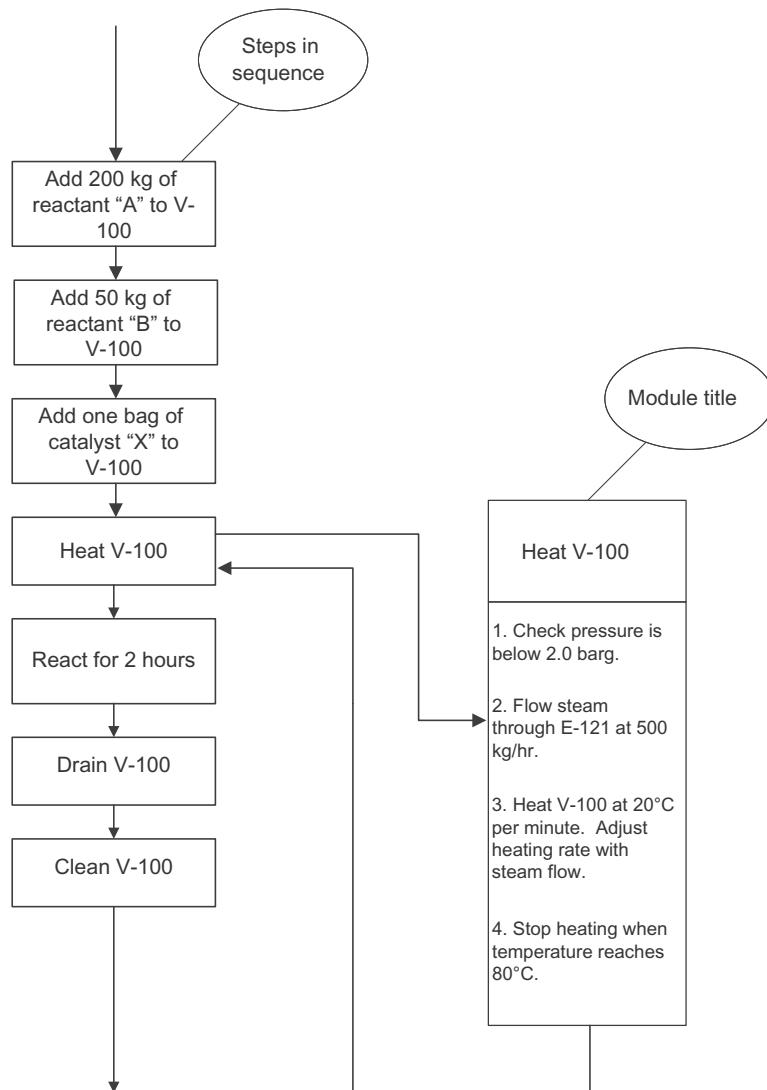 Steps in
sequence
Add 200 kg of
reactant “A” to V-
100
Add 50 kg of
reactant “B” to
V-100
Add one bag of
catalyst “X” to
V-100
Heat V-100
React for 2 hours
Drain V-100
Clean V-100
Module title
Heat V-100
1. Check pressure is
below 2.0 barg.
2. Flow steam
through E-121 at 500
kg/hr.
3. Heat V-100 at 20°C
per minute.  Adjust
heating rate with
steam flow.
4. Stop heating when
temperature reaches
80°C.